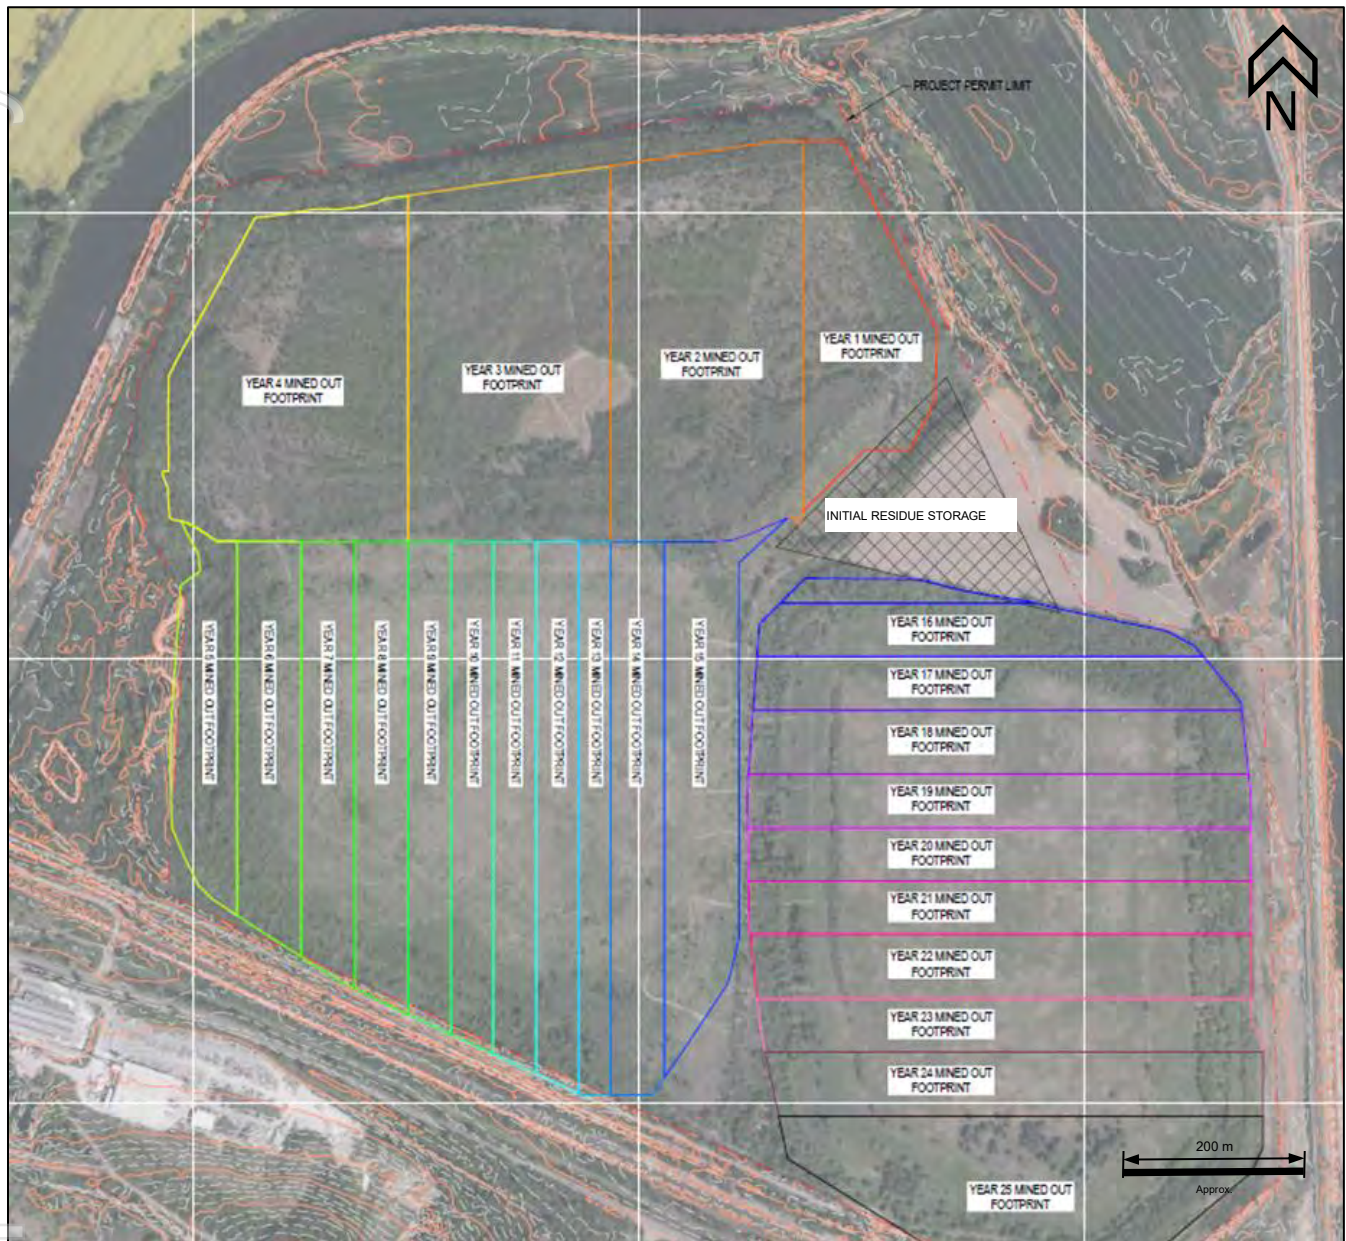 PROJECT PERMIT LIMIT
N
YEAR 1 MINED OUT
FOOTPRINT
YEAR 2 MINED OUT
FOOTPRINT
YEAR 3 MINED OUT
FOOTPRINT
YEAR 4 MINED OUT
FOOTPRINT
INITIAL RESIDUE STORAGE
YEAR 5 MINED OUT FOOTPRINT
YEAR 6 MINED OUT FOOTPRINT
YEAR 7 MINED OUT FOOTPRINT
YEAR 8 MINED OUT FOOTPRINT
YEAR 9 MINED OUT FOOTPRINT
YEAR 10 MINED OUT FOOTPRINT
YEAR 11 MINED OUT FOOTPRINT
YEAR 12 MINED OUT FOOTPRINT
YEAR 13 MINED OUT FOOTPRINT
YEAR 14 MINED OUT FOOTPRINT
YEAR 15 MINED OUT FOOTPRINT
YEAR 16 MINED OUT
FOOTPRINT
YEAR 17 MINED OUT
FOOTPRINT
YEAR 18 MINED OUT
FOOTPRINT
YEAR 19 MINED OUT
FOOTPRINT
YEAR 20 MINED OUT
FOOTPRINT
YEAR 21 MINED OUT
FOOTPRINT
YEAR 22 MINED OUT
FOOTPRINT
YEAR 23 MINED OUT
FOOTPRINT
YEAR 24 MINED OUT
FOOTPRINT
YEAR 25 MINED OUT
FOOTPRINT
200 m
Approx.